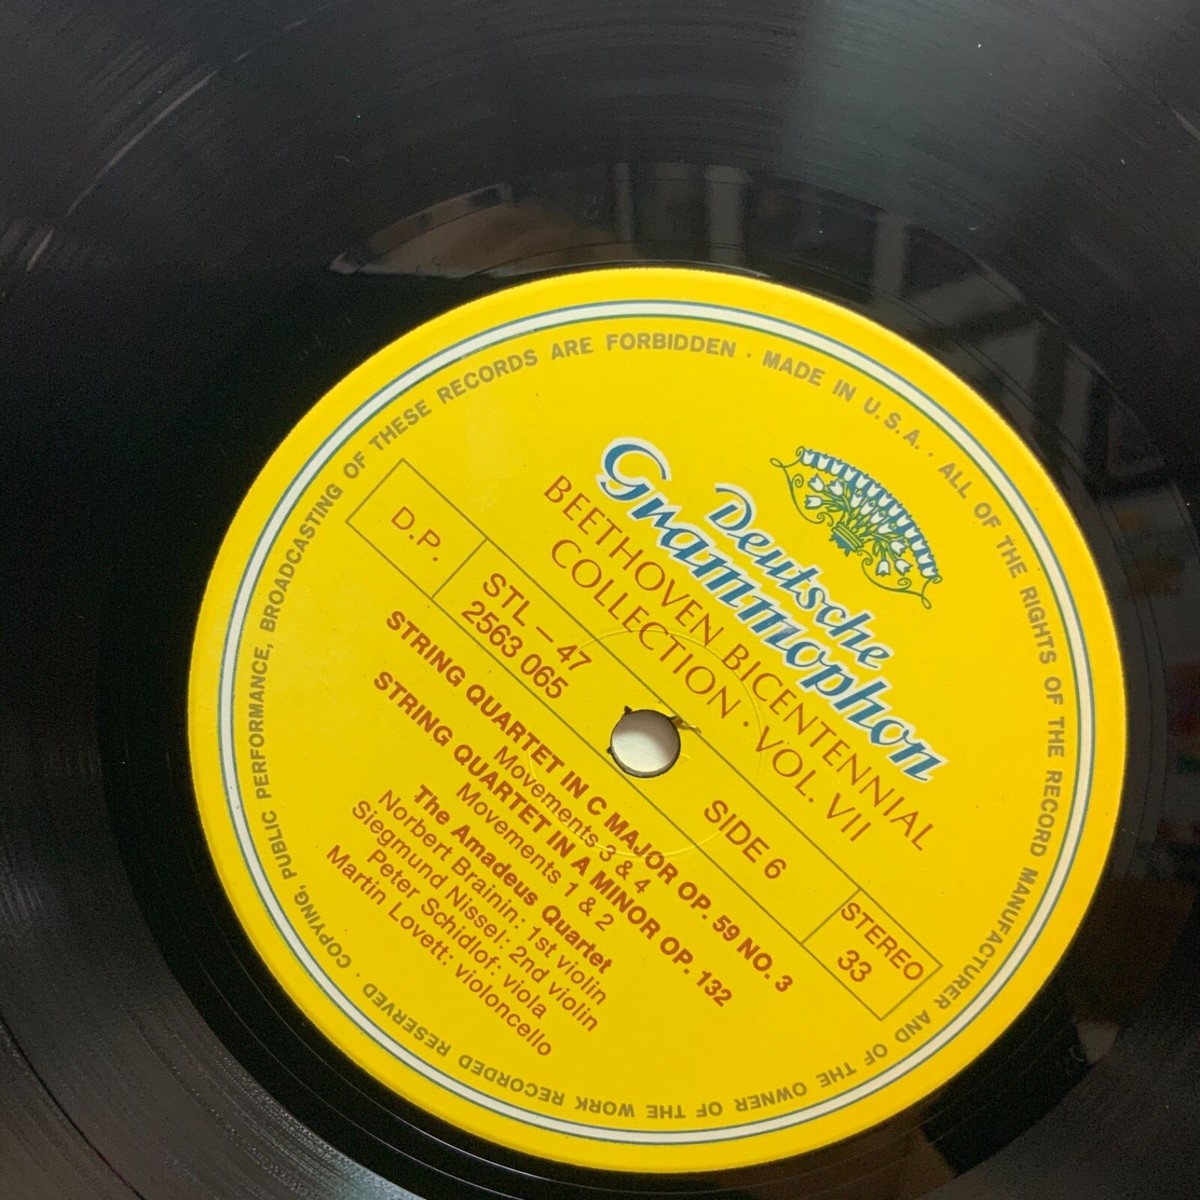 Deutsche
Grammophon
BEETHOVEN BICENTENNIAL
COLLECTION · VOL. VII
D.P.
STL – 47
2563 065
SIDE 6
STEREO
33
STRING QUARTET IN C MAJOR OP. 59 NO. 3
Movements 3 & 4
STRING QUARTET IN A MINOR OP. 132
Movements 1 & 2
The Amadeus Quartet
Norbert Brainin: 1st violin
Siegmund Nissel: 2nd violin
Peter Schidlof: viola
Martin Lovett: violoncello
MADE IN U.S.A. · ALL OF THE RIGHTS OF THE RECORD MANUFACTURER AND OF THE OWNER OF THE WORK RECORDED RESERVED · COPYING, PUBLIC PERFORMANCE, BROADCASTING OF THESE RECORDS ARE FORBIDDEN ·